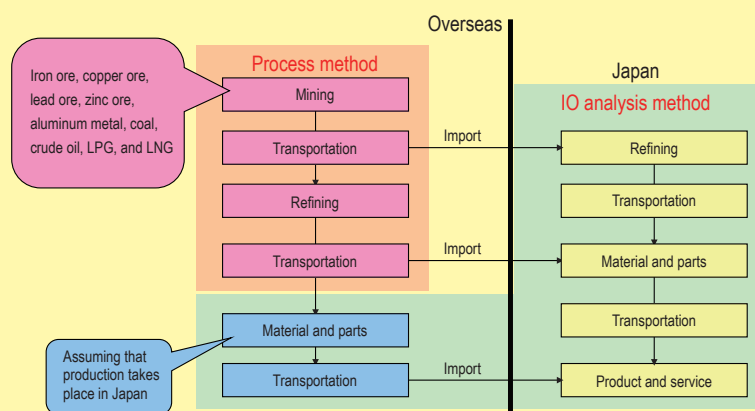 Overseas
Japan
Process method
IO analysis method
Iron ore, copper ore,
lead ore, zinc ore,
aluminum metal, coal,
crude oil, LPG, and LNG
Mining
Transportation
Import
Refining
Refining
Transportation
Transportation
Import
Material and parts
Material and parts
Transportation
Assuming that
production takes
place in Japan
Transportation
Import
Product and service